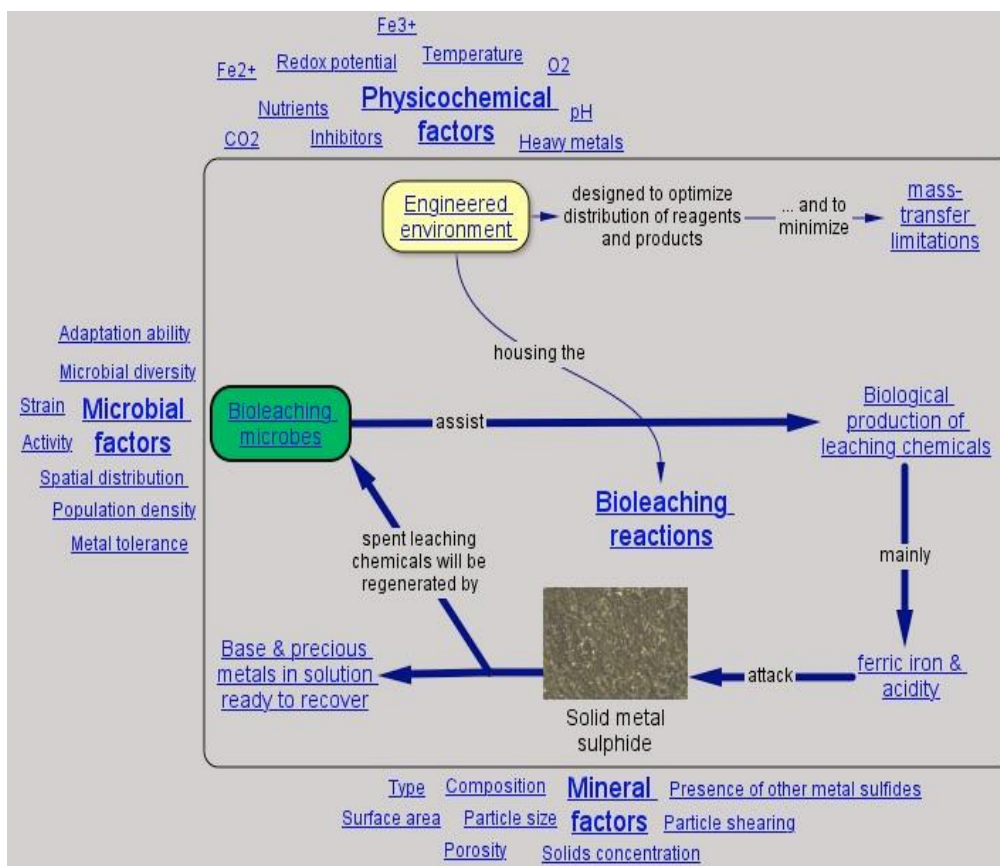 Fe3+
Fe2+ Redox potential Temperature O2
Nutrients Physicochemical pH
CO2 Inhibitors factors Heavy metals
Engineered
environment
designed to optimize
distribution of reagents
and products
... and to
minimize
mass-
transfer
limitations
housing the
Adaptation ability
Microbial diversity
Strain Microbial
Activity factors
Spatial distribution
Population density
Metal tolerance
Bioleaching
microbes
assist
Biological
production of
leaching chemicals
Bioleaching
reactions
mainly
spent leaching
chemicals will be
regenerated by
Base & precious
metals in solution
ready to recover
Solid metal
sulphide
attack
ferric iron &
acidity
Type Composition Mineral Presence of other metal sulfides
Surface area Particle size factors Particle shearing
Porosity Solids concentration